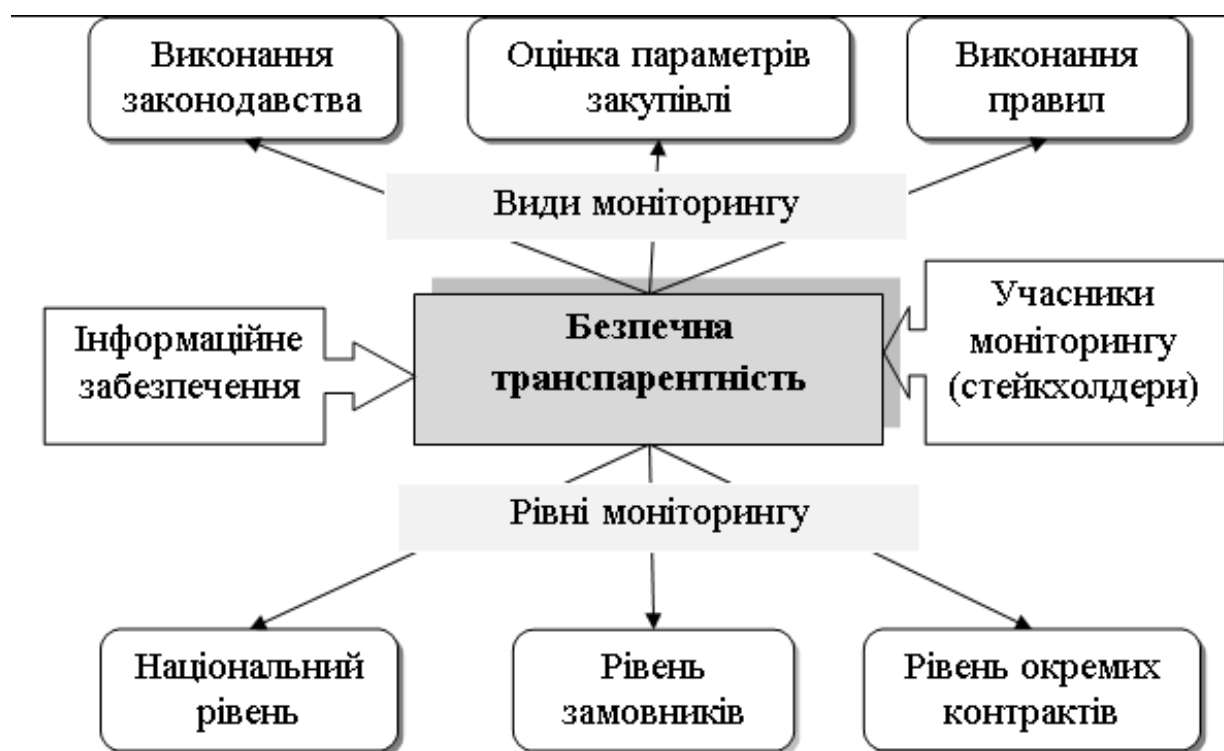 Виконання
законодавства
Оцінка параметрів
закупівлі
Виконання
правил
Види моніторингу
Інформаційне
забезпечення
Безпечна
транспарентність
Учасники
моніторингу
(стейкхолдери)
Рівні моніторингу
Національний
рівень
Рівень
замовників
Рівень окремих
контрактів